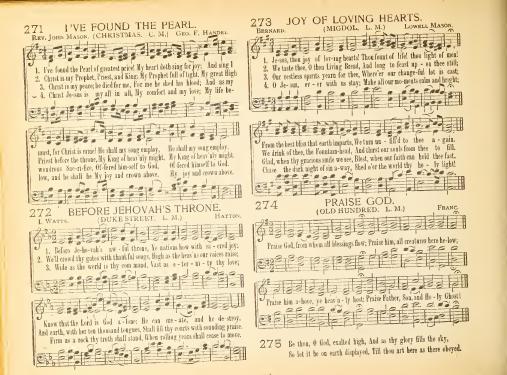 271 I'VE FOUND THE PEARL.
REV. JOHN MASON. (CHRISTMAS. C. M.) GEO. F. HANDEL
1. I've found the Pearl of greatest price! My heart doth sing for joy; And sing I
2. Christ is my Prophet, Priest, and King; My Prophet full of light, My great High
3. Christ is my peace; he died for me, For me he shed his blood; And as my
4. Christ Jesus is my all in all, My comfort and my love; My life be-
must, for Christ is mine! He shall my song employ, He shall my song employ.
Priest before the throne, My King of heav'nly might, My King of heav'nly might.
wondrous Sac-ri-fice, Of-fered him-self to God, Of-fered himself to God.
low, and he shall be My joy and crown above, My joy and crown above.
272 BEFORE JEHOVAH'S THRONE.
I. WATTS. (DUKE STREET. L. M.) HATTON.
1. Before Je-ho-vah's aw-ful throne, Ye nations bow with sa-cred joy;
2. We'll crowd thy gates with thankful songs, High as the heav'ns our voices raise;
3. Wide as the world is thy command, Vast as e-ter-ni-ty thy love;
Know that the Lord is God a-lone; He can cre-ate, and he de-stroy.
And earth, with her ten thousand tongues, Shall fill thy courts with sounding praise.
Firm as a rock thy truth shall stand, When rolling years shall cease to move.
273 JOY OF LOVING HEARTS.
BERNARD. (MIGDOL. L. M.) LOWELL MASON.
1. Je-sus, thou joy of lov-ing hearts! Thou fount of life! thou light of men!
2. We taste thee, O thou Living Bread, And long to feast up-on thee still;
3. Our restless spirits yearn for thee, Where'er our change-ful lot is cast;
4. O Je-sus, ev-er with us stay; Make all our moments calm and bright;
From the best bliss that earth imparts, We turn un-fill'd to thee a-gain.
We drink of thee, the Fountain-head, And thirst our souls from thee to fill.
Glad, when thy gracious smile we see, Blest, when our faith can hold thee fast.
Chase the dark night of sin a-way, Shed o'er the world thy ho-ly light!
274 PRAISE GOD.
(OLD HUNDRED. L. M.) FRANC.
Praise God, from whom all blessings flow; Praise him, all creatures here be-low;
Praise him a-bove, ye heav'n-ly host; Praise Father, Son, and Ho-ly Ghost!
275 Be thou, O God, exalted high, And as thy glory fills the sky,
So let it be on earth displayed, Till thou art here as there obeyed.